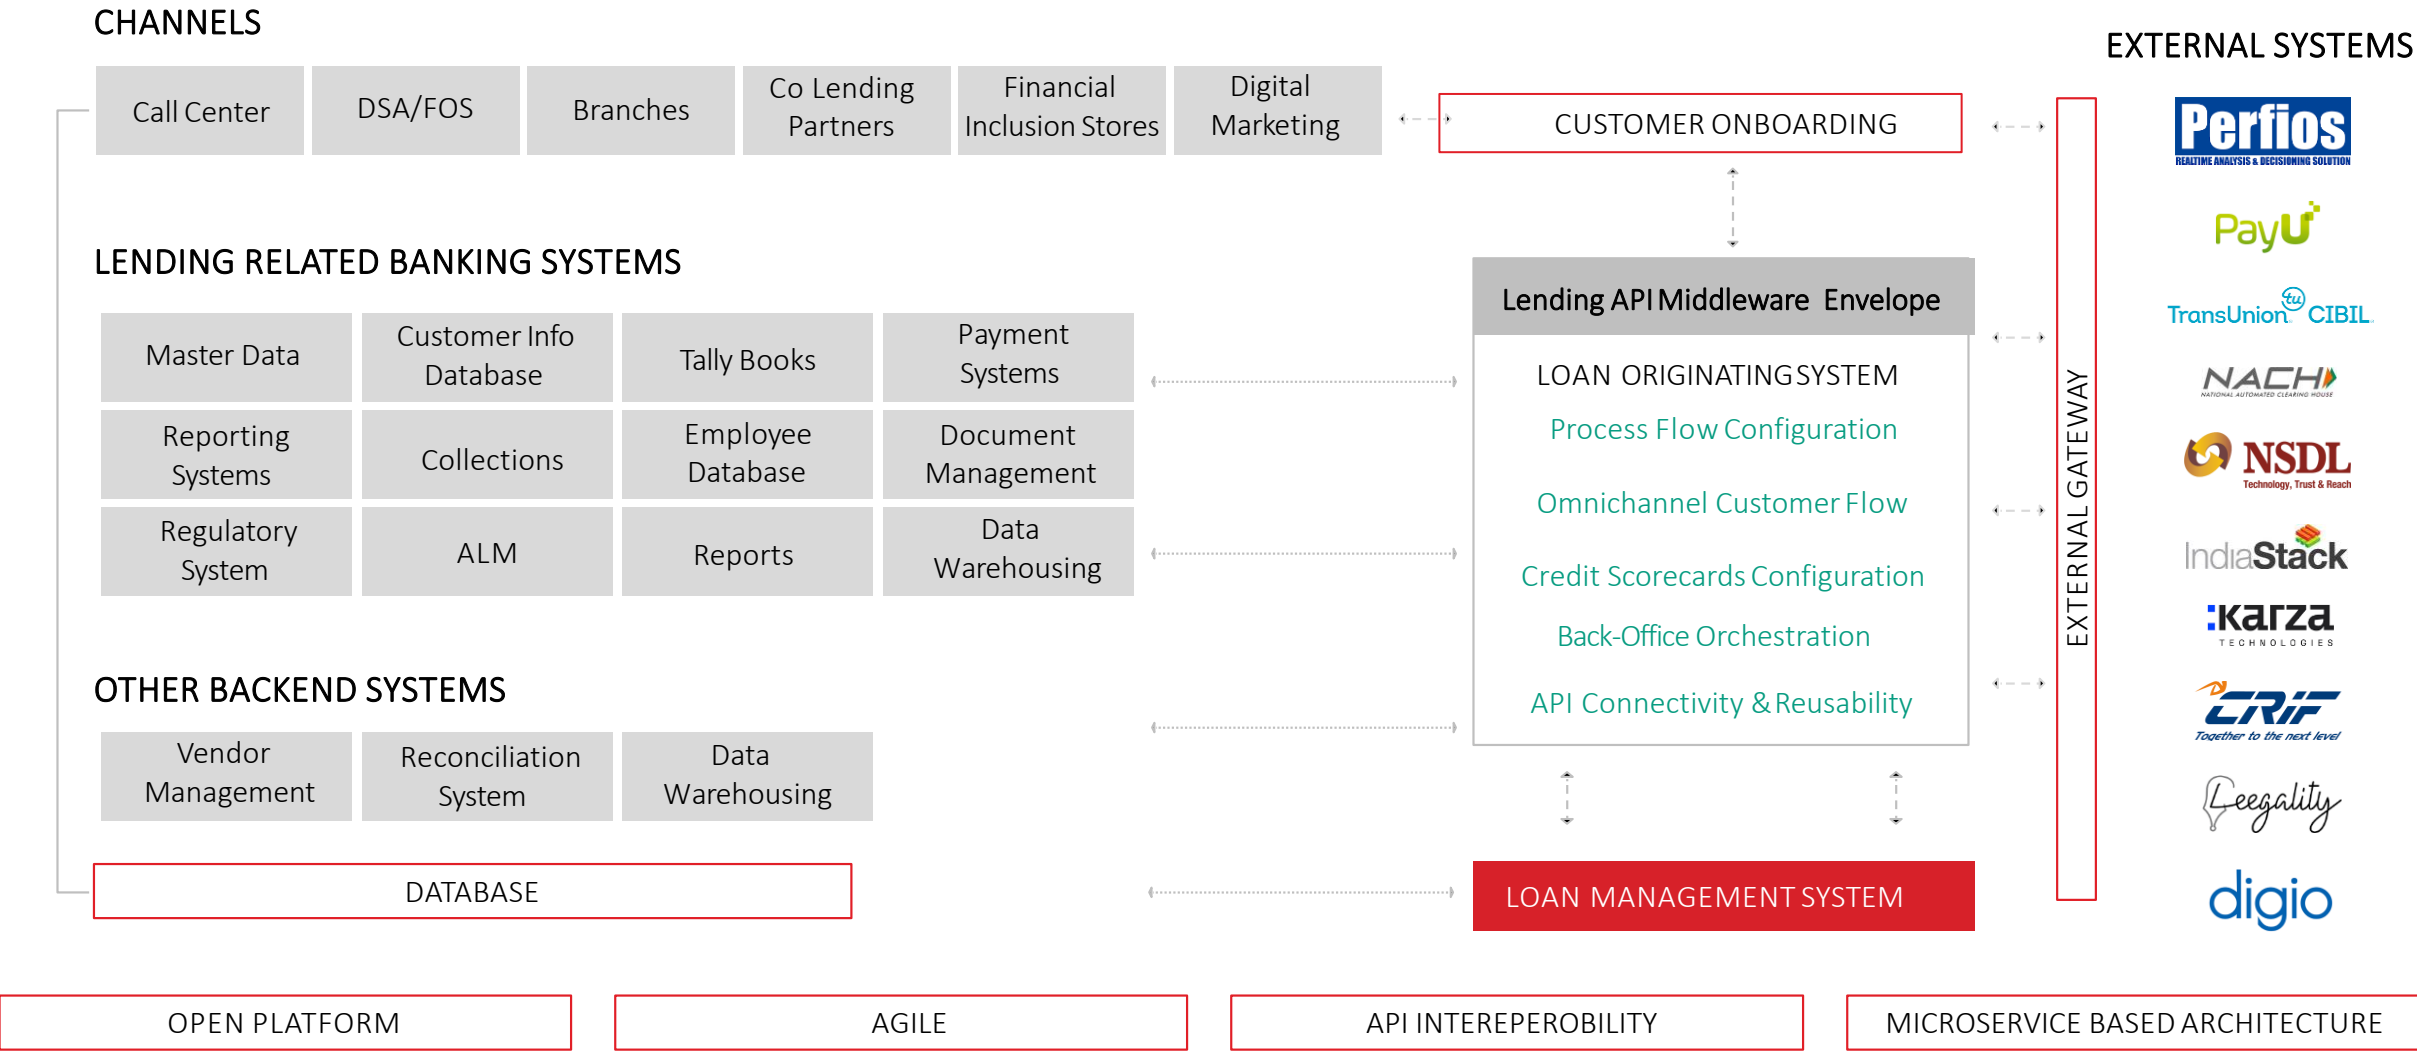 CHANNELS
EXTERNAL SYSTEMS
Call Center
DSA/FOS
Branches
Co Lending
Partners
Financial
Inclusion Stores
Digital
Marketing
CUSTOMER ONBOARDING
LENDING RELATED BANKING SYSTEMS
Master Data
Customer Info
Database
Tally Books
Payment
Systems
Reporting
Systems
Collections
Employee
Database
Document
Management
Regulatory
System
ALM
Reports
Data
Warehousing
OTHER BACKEND SYSTEMS
Vendor
Management
Reconciliation
System
Data
Warehousing
DATABASE
Lending API Middleware Envelope
LOAN ORIGINATING SYSTEM
Process Flow Configuration
Omnichannel Customer Flow
Credit Scorecards Configuration
Back-Office Orchestration
API Connectivity & Reusability
LOAN MANAGEMENT SYSTEM
EXTERNAL GATEWAY
Perfios
REALTIME ANALYSIS & DECISIONING SOLUTION
PayU
TransUnion tu CIBIL
NACH
NATIONAL AUTOMATED CLEARING HOUSE
NSDL
Technology, Trust & Reach
IndiaStack
:Karza
TECHNOLOGIES
CRIF
Together to the next level
Leegality
digio
OPEN PLATFORM
AGILE
API INTEREPEROBILITY
MICROSERVICE BASED ARCHITECTURE